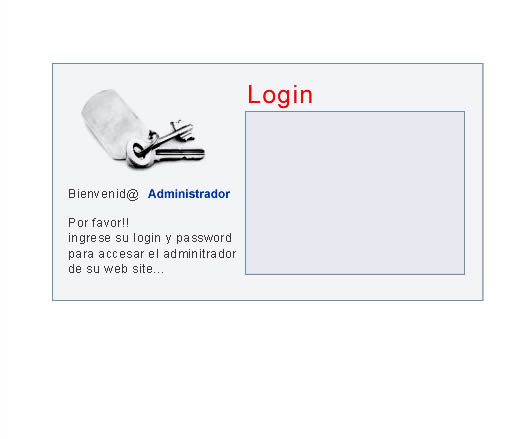 Login
Bienvenid@ Administrador
Por favor!!
ingrese su login y password
para accesar el adminitrador
de su web site...